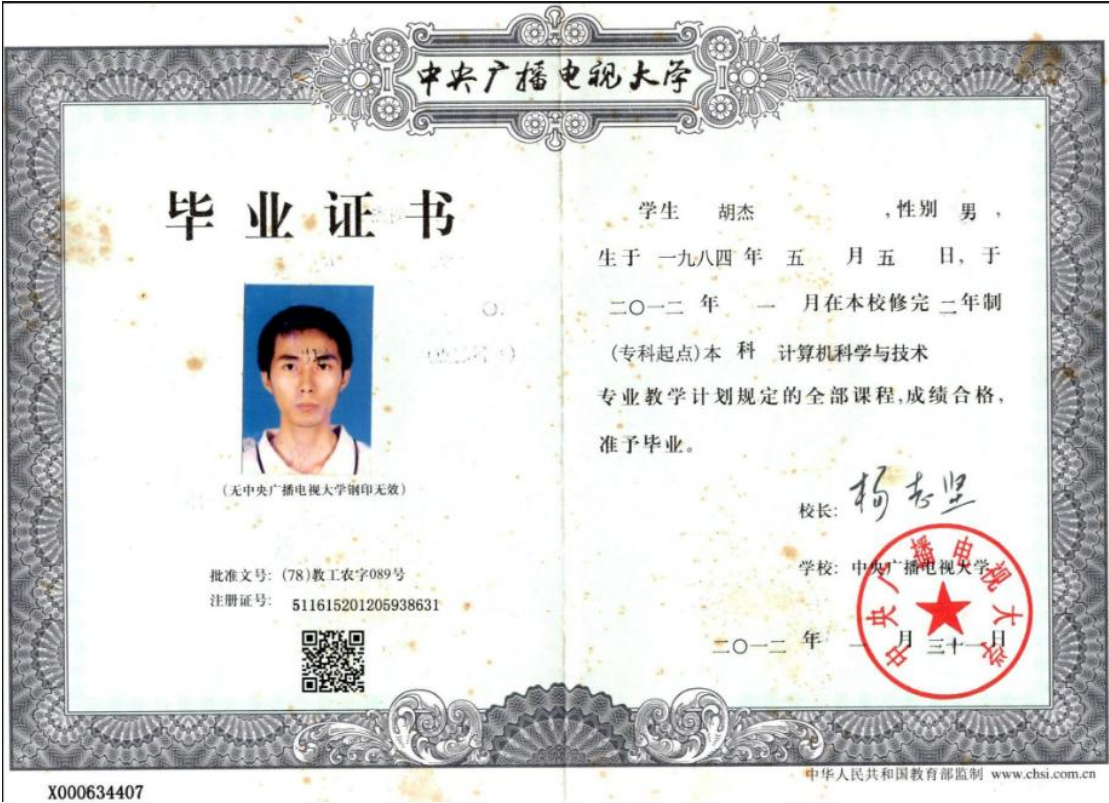 中央广播电视大学
毕业证书
(无中央广播电视大学钢印无效)
批准文号: (78)教工农字089号
注册证号: 511615201205938631
学生 胡杰 ,性别 男 ,
生于 一九八四 年 五 月 五 日, 于
二〇一二 年 一 月在本校修完 二年制
(专科起点)本 科 计算机科学与技术
专业教学计划规定的全部课程,成绩合格,
准予毕业。
校长: 杨志坚
学校: 中央广播电视大学
中央广播电视大学
二〇一二 年 一 月 三十一 日
中华人民共和国教育部监制 www.chsi.com.cn
X000634407